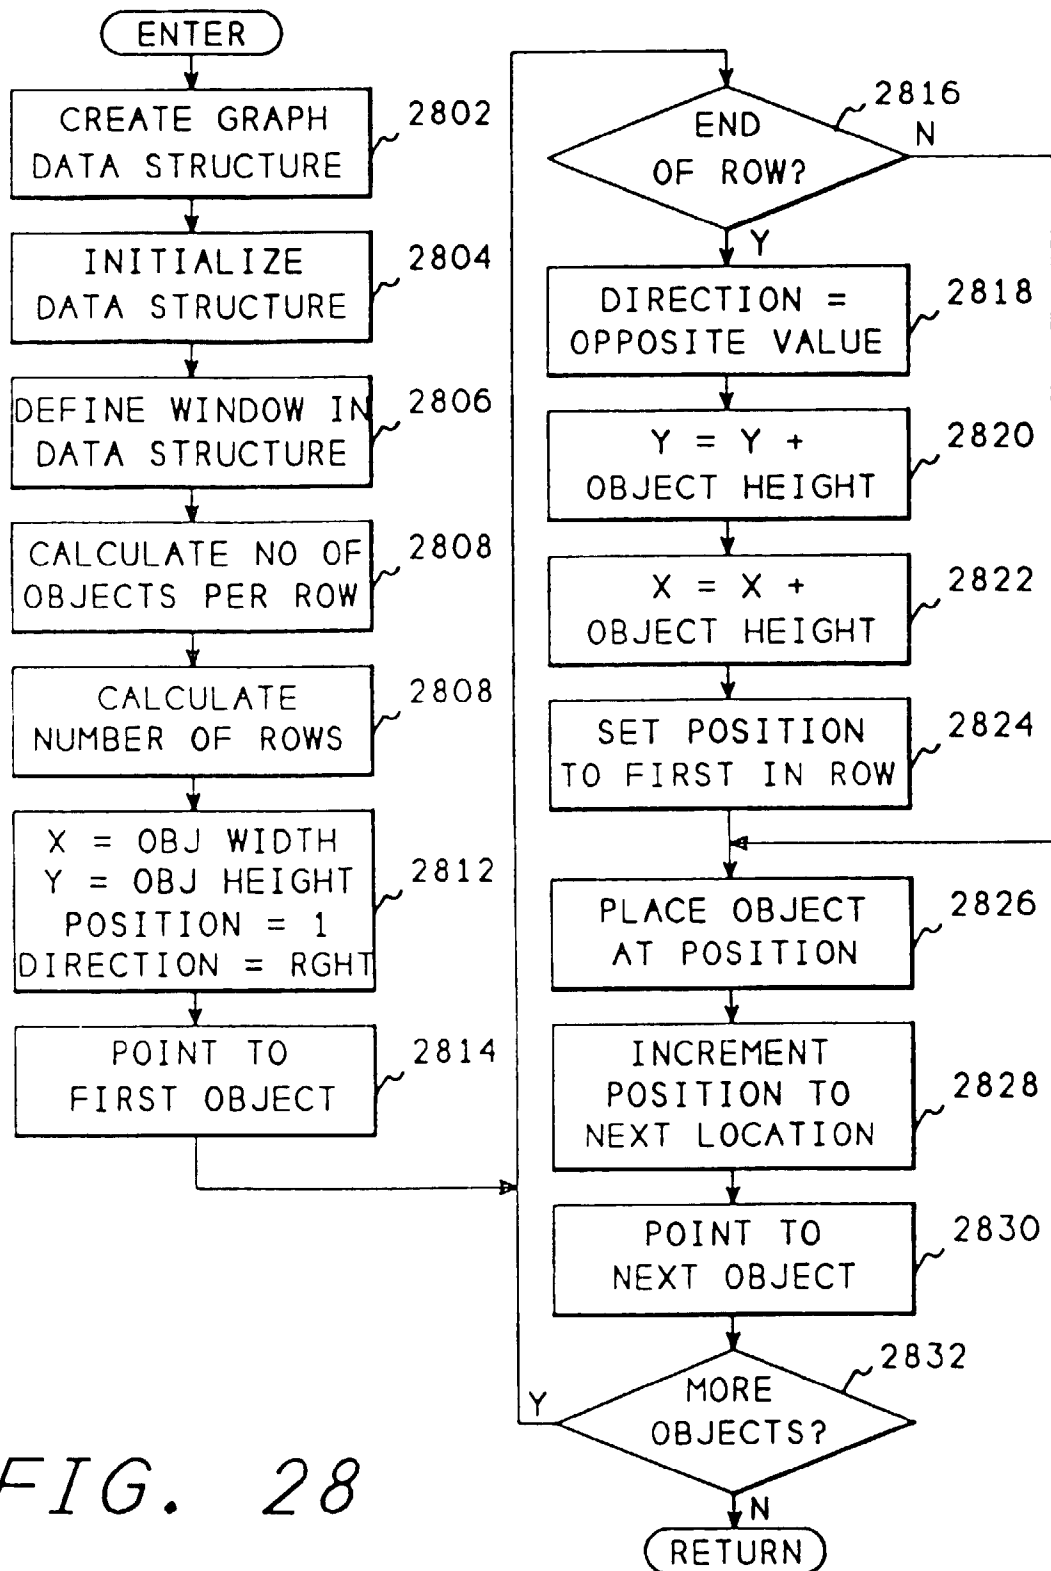 ENTER
CREATE GRAPH
DATA STRUCTURE
2802
INITIALIZE
DATA STRUCTURE
2804
DEFINE WINDOW IN
DATA STRUCTURE
2806
CALCULATE NO OF
OBJECTS PER ROW
2808
CALCULATE
NUMBER OF ROWS
2808
X = OBJ WIDTH
Y = OBJ HEIGHT
POSITION = 1
DIRECTION = RGHT
2812
POINT TO
FIRST OBJECT
2814
END
OF ROW?
2816
N
Y
DIRECTION =
OPPOSITE VALUE
2818
Y = Y +
OBJECT HEIGHT
2820
X = X +
OBJECT HEIGHT
2822
SET POSITION
TO FIRST IN ROW
2824
PLACE OBJECT
AT POSITION
2826
INCREMENT
POSITION TO
NEXT LOCATION
2828
POINT TO
NEXT OBJECT
2830
MORE
OBJECTS?
2832
Y
N
RETURN
FIG. 28